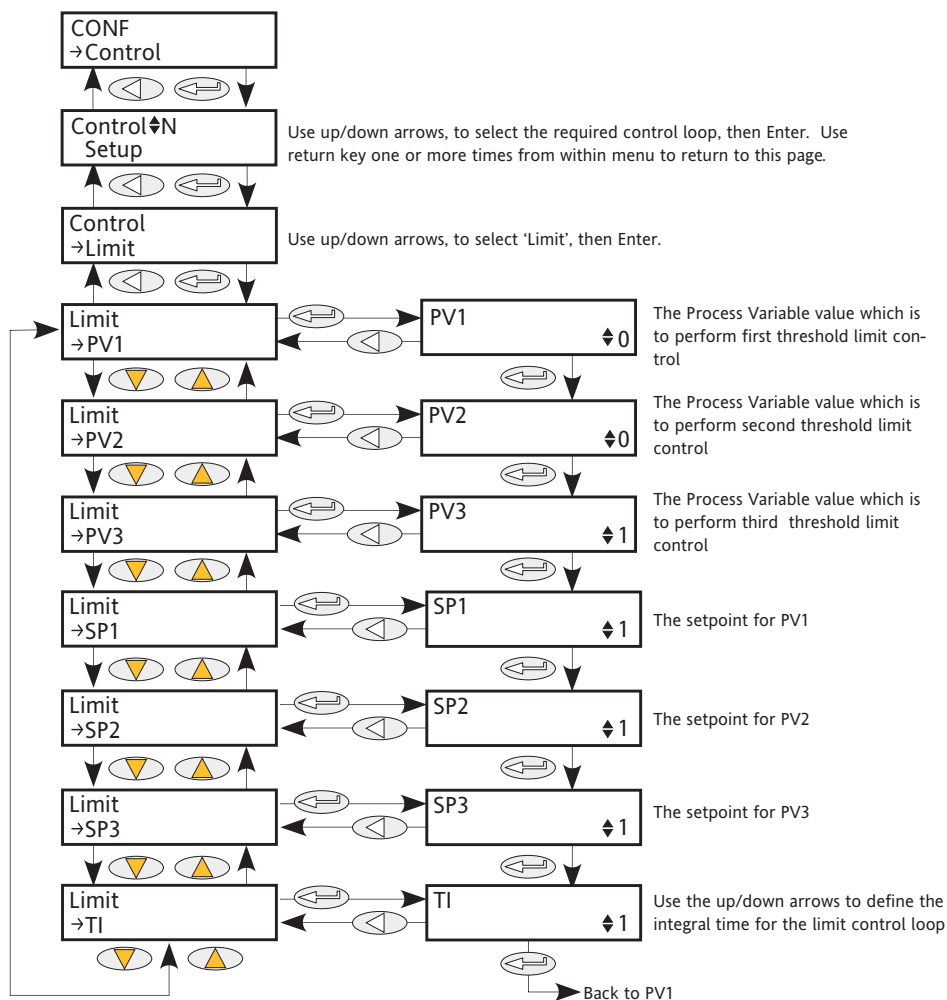 CONF
→Control
Control♦N
Setup
Use up/down arrows, to select the required control loop, then Enter. Use
return key one or more times from within menu to return to this page.
Control
→Limit
Use up/down arrows, to select ‘Limit’, then Enter.
Limit
→PV1
PV1
♦0
The Process Variable value which is
to perform first threshold limit con-
trol
Limit
→PV2
PV2
♦0
The Process Variable value which is
to perform second threshold limit
control
Limit
→PV3
PV3
♦1
The Process Variable value which is
to perform third threshold limit
control
Limit
→SP1
SP1
♦1
The setpoint for PV1
Limit
→SP2
SP2
♦1
The setpoint for PV2
Limit
→SP3
SP3
♦1
The setpoint for PV3
Limit
→TI
TI
♦1
Use the up/down arrows to define the
integral time for the limit control loop
Back to PV1